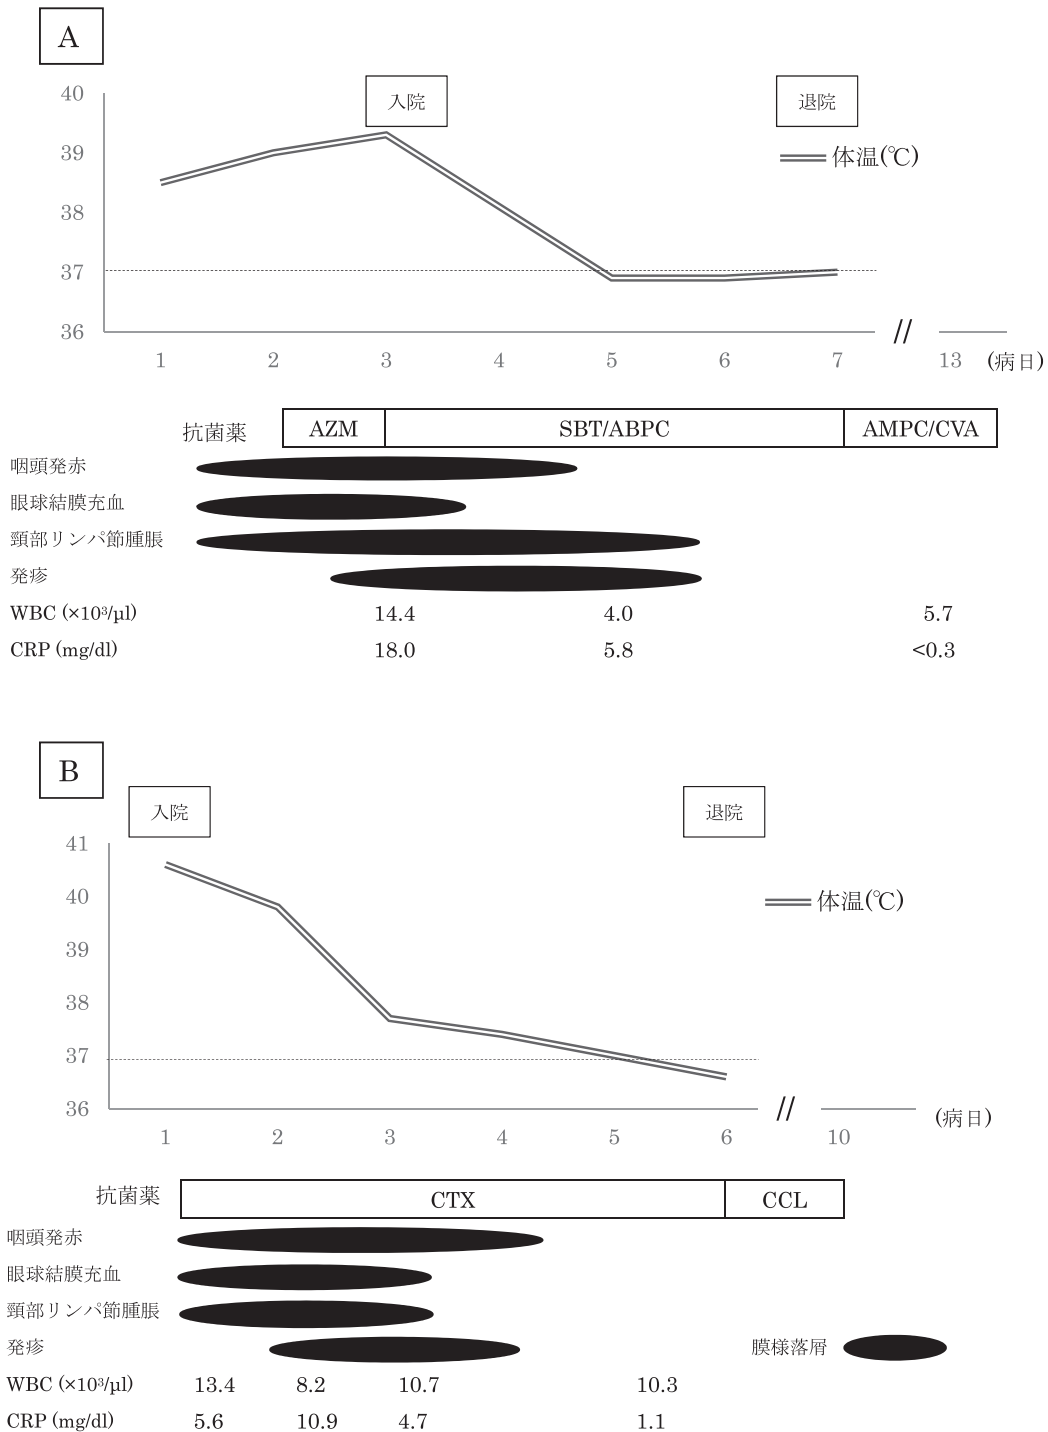 A
入院 退院
40
39
38
37
36
体温(℃)
1 2 3 4 5 6 7 // 13 (病日)
抗菌薬 AZM SBT/ABPC AMPC/CVA
咽頭発赤
眼球結膜充血
頸部リンパ節腫脹
発疹
WBC (×10³/µl) 14.4 4.0 5.7
CRP (mg/dl) 18.0 5.8 <0.3
B
入院 退院
41
40
39
38
37
36
体温(℃)
1 2 3 4 5 6 // 10 (病日)
抗菌薬 CTX CCL
咽頭発赤
眼球結膜充血
頸部リンパ節腫脹
発疹 膜様落屑
WBC (×10³/µl) 13.4 8.2 10.7 10.3
CRP (mg/dl) 5.6 10.9 4.7 1.1